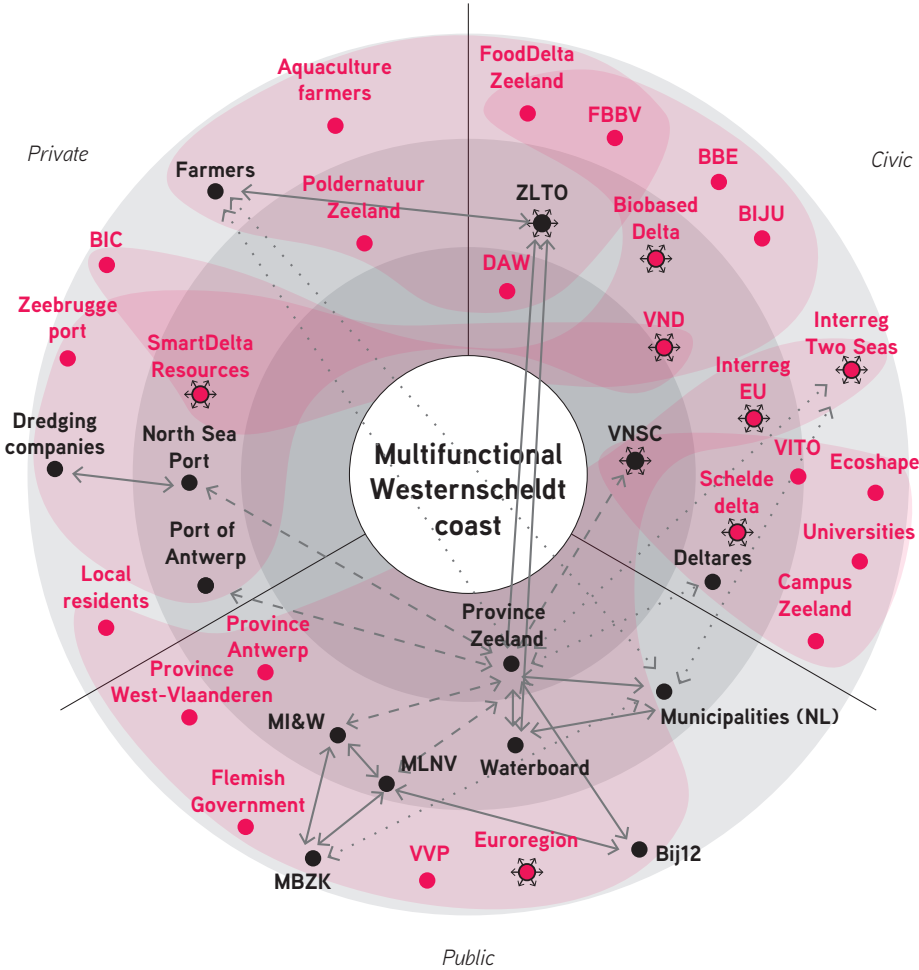 FoodDelta
Zeeland
Aquaculture
farmers
FBBV
Private
Civic
BBE
Farmers
Poldernatuur
Zeeland
ZLTO
Biobased
Delta
BIJU
BIC
DAW
Zeebrugge
port
VND
Interreg
Two Seas
SmartDelta
Resources
Interreg
EU
Dredging
companies
North Sea
Port
Multifunctional
Westernscheldt
coast
VNSC
VITO
Ecoshape
Schelde
delta
Universities
Port of
Antwerp
Deltares
Local
residents
Campus
Zeeland
Province
Zeeland
Province
Antwerp
Province
West-Vlaanderen
MI&W
Municipalities (NL)
MLNV
Waterboard
Flemish
Government
Euroregion
VVP
Bij12
MBZK
Public